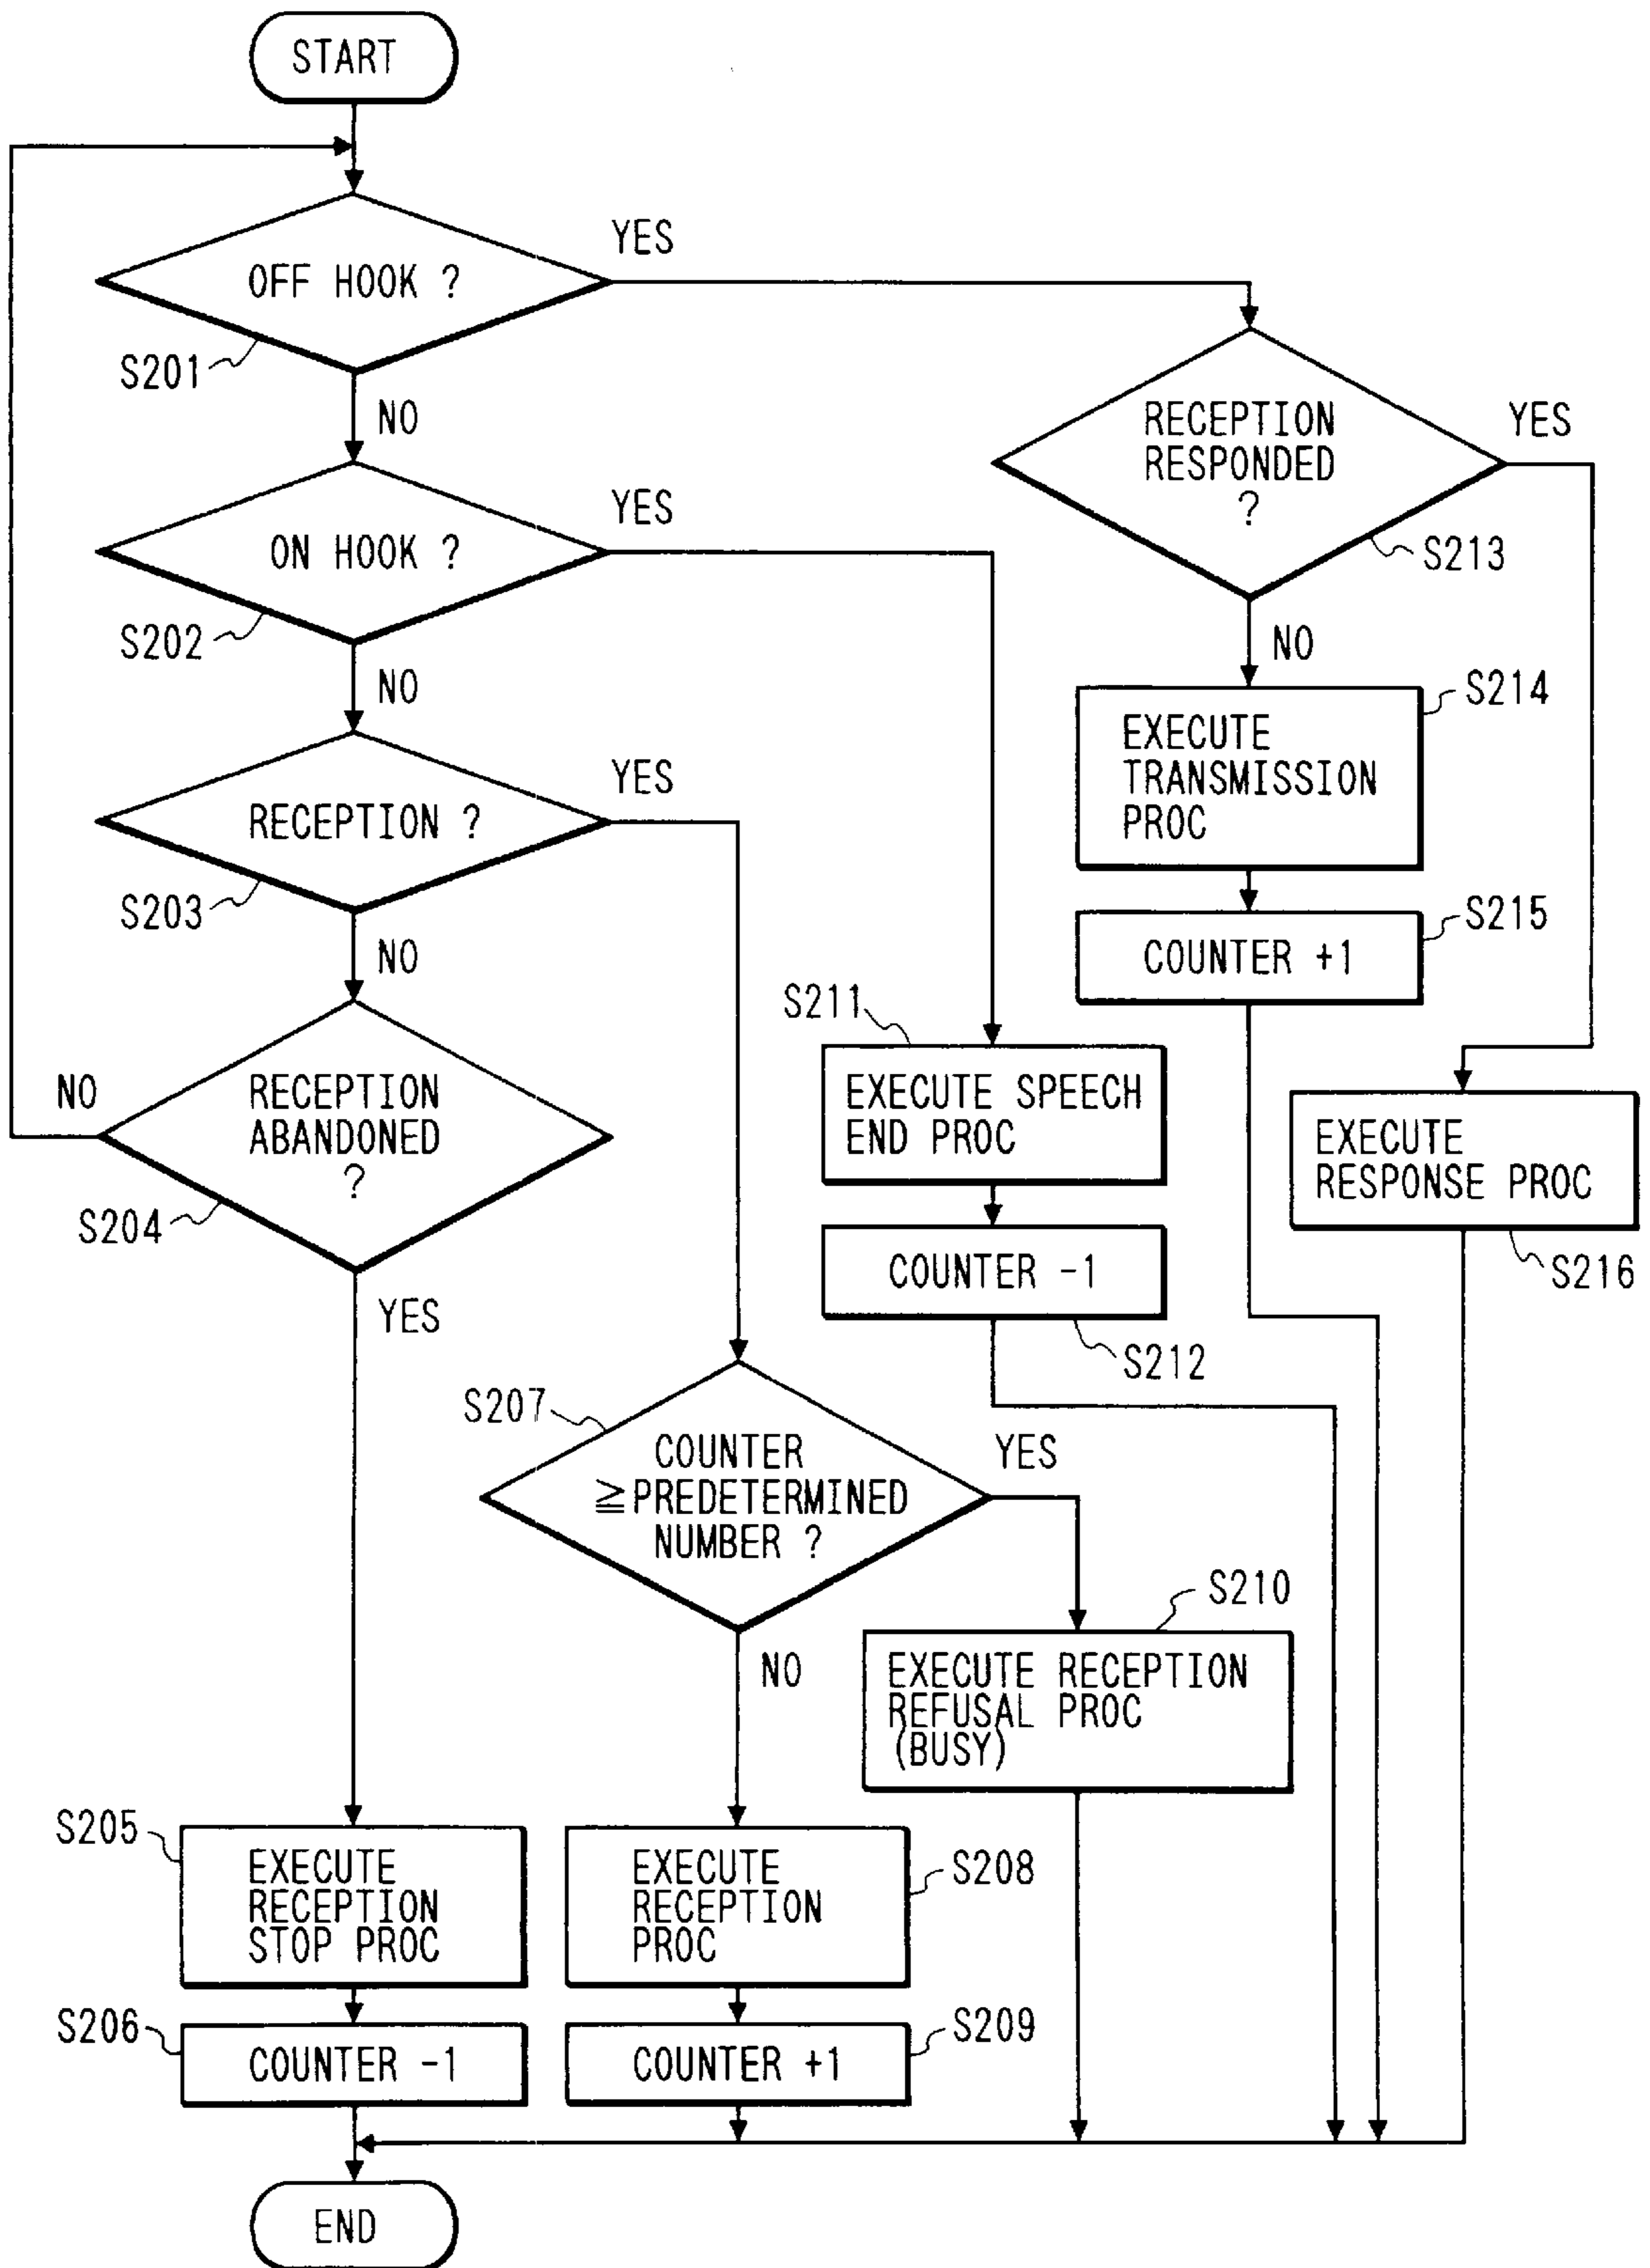 START
OFF HOOK ?
YES
S201
NO
RECEPTION
RESPONDED
?
YES
S213
ON HOOK ?
YES
S202
NO
NO
S214
EXECUTE
TRANSMISSION
PROC
RECEPTION ?
YES
S203
NO
S215
COUNTER +1
S211
EXECUTE SPEECH
END PROC
NO
RECEPTION
ABANDONED
?
S204
YES
EXECUTE
RESPONSE PROC
S216
COUNTER -1
S212
S207
COUNTER
≧PREDETERMINED
NUMBER ?
YES
NO
S210
EXECUTE RECEPTION
REFUSAL PROC
(BUSY)
S205
EXECUTE
RECEPTION
STOP PROC
EXECUTE
RECEPTION
PROC
S208
S206
COUNTER -1
COUNTER +1
S209
END